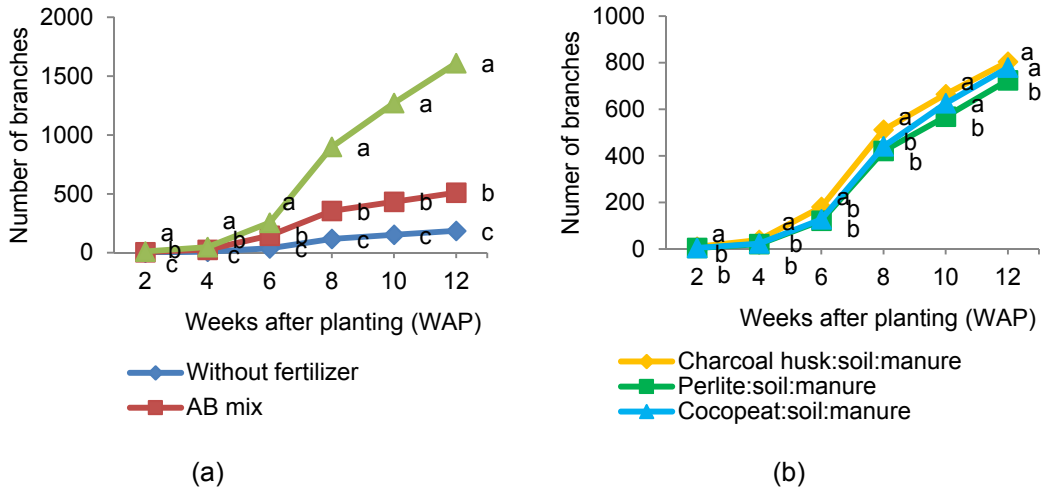 Number of branches
2000
1500
1000
500
0
a
b
c
a
b
c
a
b
c
a
b
c
a
b
c
a
b
c
2 4 6 8 10 12
Weeks after planting (WAP)
Without fertilizer
AB mix
(a)
Numer of branches
1000
800
600
400
200
0
a
b
b
a
b
b
a
b
b
a
b
b
a
a
b
a
a
b
2 4 6 8 10 12
Weeks after planting (WAP)
Charcoal husk:soil:manure
Perlite:soil:manure
Cocopeat:soil:manure
(b)